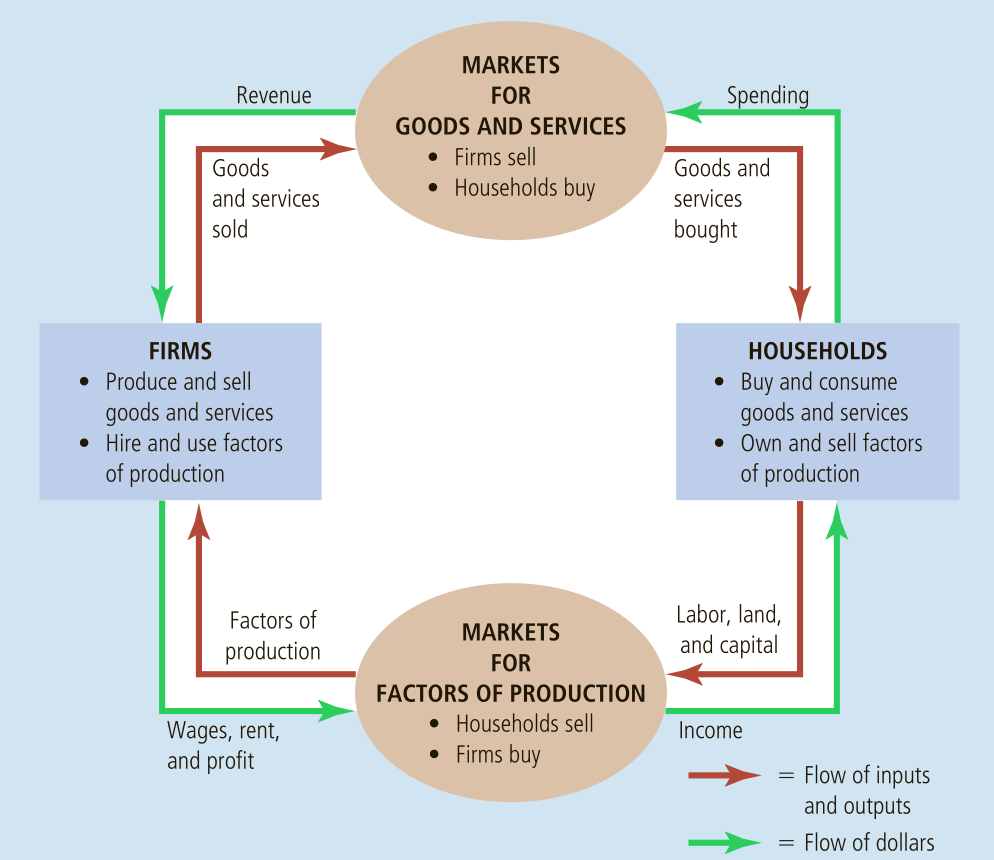 MARKETS
FOR
GOODS AND SERVICES
• Firms sell
• Households buy
Revenue
Spending
Goods
and services
sold
Goods and
services
bought
FIRMS
• Produce and sell
goods and services
• Hire and use factors
of production
HOUSEHOLDS
• Buy and consume
goods and services
• Own and sell factors
of production
Factors of
production
Labor, land,
and capital
MARKETS
FOR
FACTORS OF PRODUCTION
• Households sell
• Firms buy
Wages, rent,
and profit
Income
= Flow of inputs
and outputs
= Flow of dollars